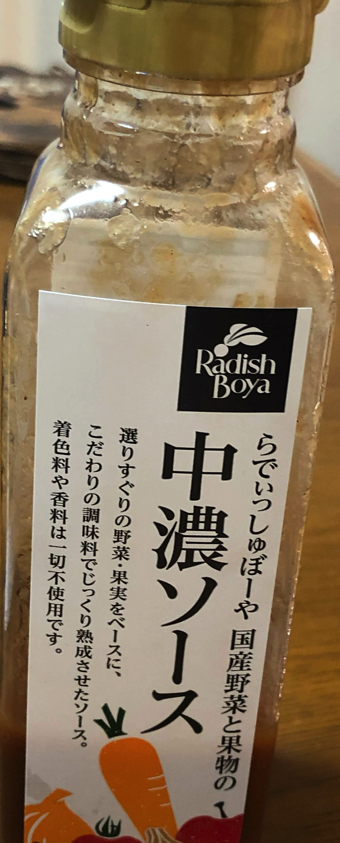 Radish
Boya
らでぃっしゅぼーや 国産野菜と果物の
中濃ソース
選りすぐりの野菜・果実をベースに、
こだわりの調味料でじっくり熟成させたソース。
着色料や香料は一切不使用です。